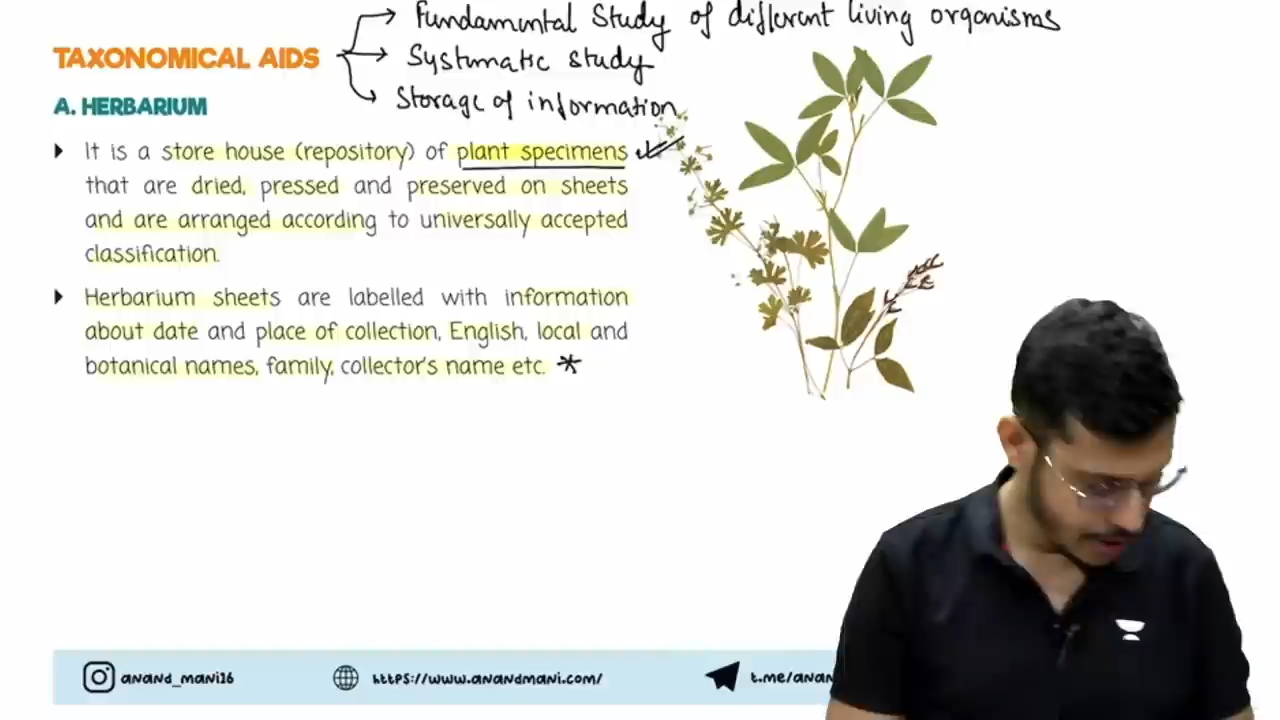 Fundamental Study of different living organisms
TAXONOMICAL AIDS
Systematic study
A. HERBARIUM
Storage of information
It is a store house (repository) of plant specimens
that are dried, pressed and preserved on sheets
and are arranged according to universally accepted
classification.
Herbarium sheets are labelled with information
about date and place of collection, English, local and
botanical names, family, collector's name etc. *
anand_mani16
https://www.anandmani.com/
t.me/anan